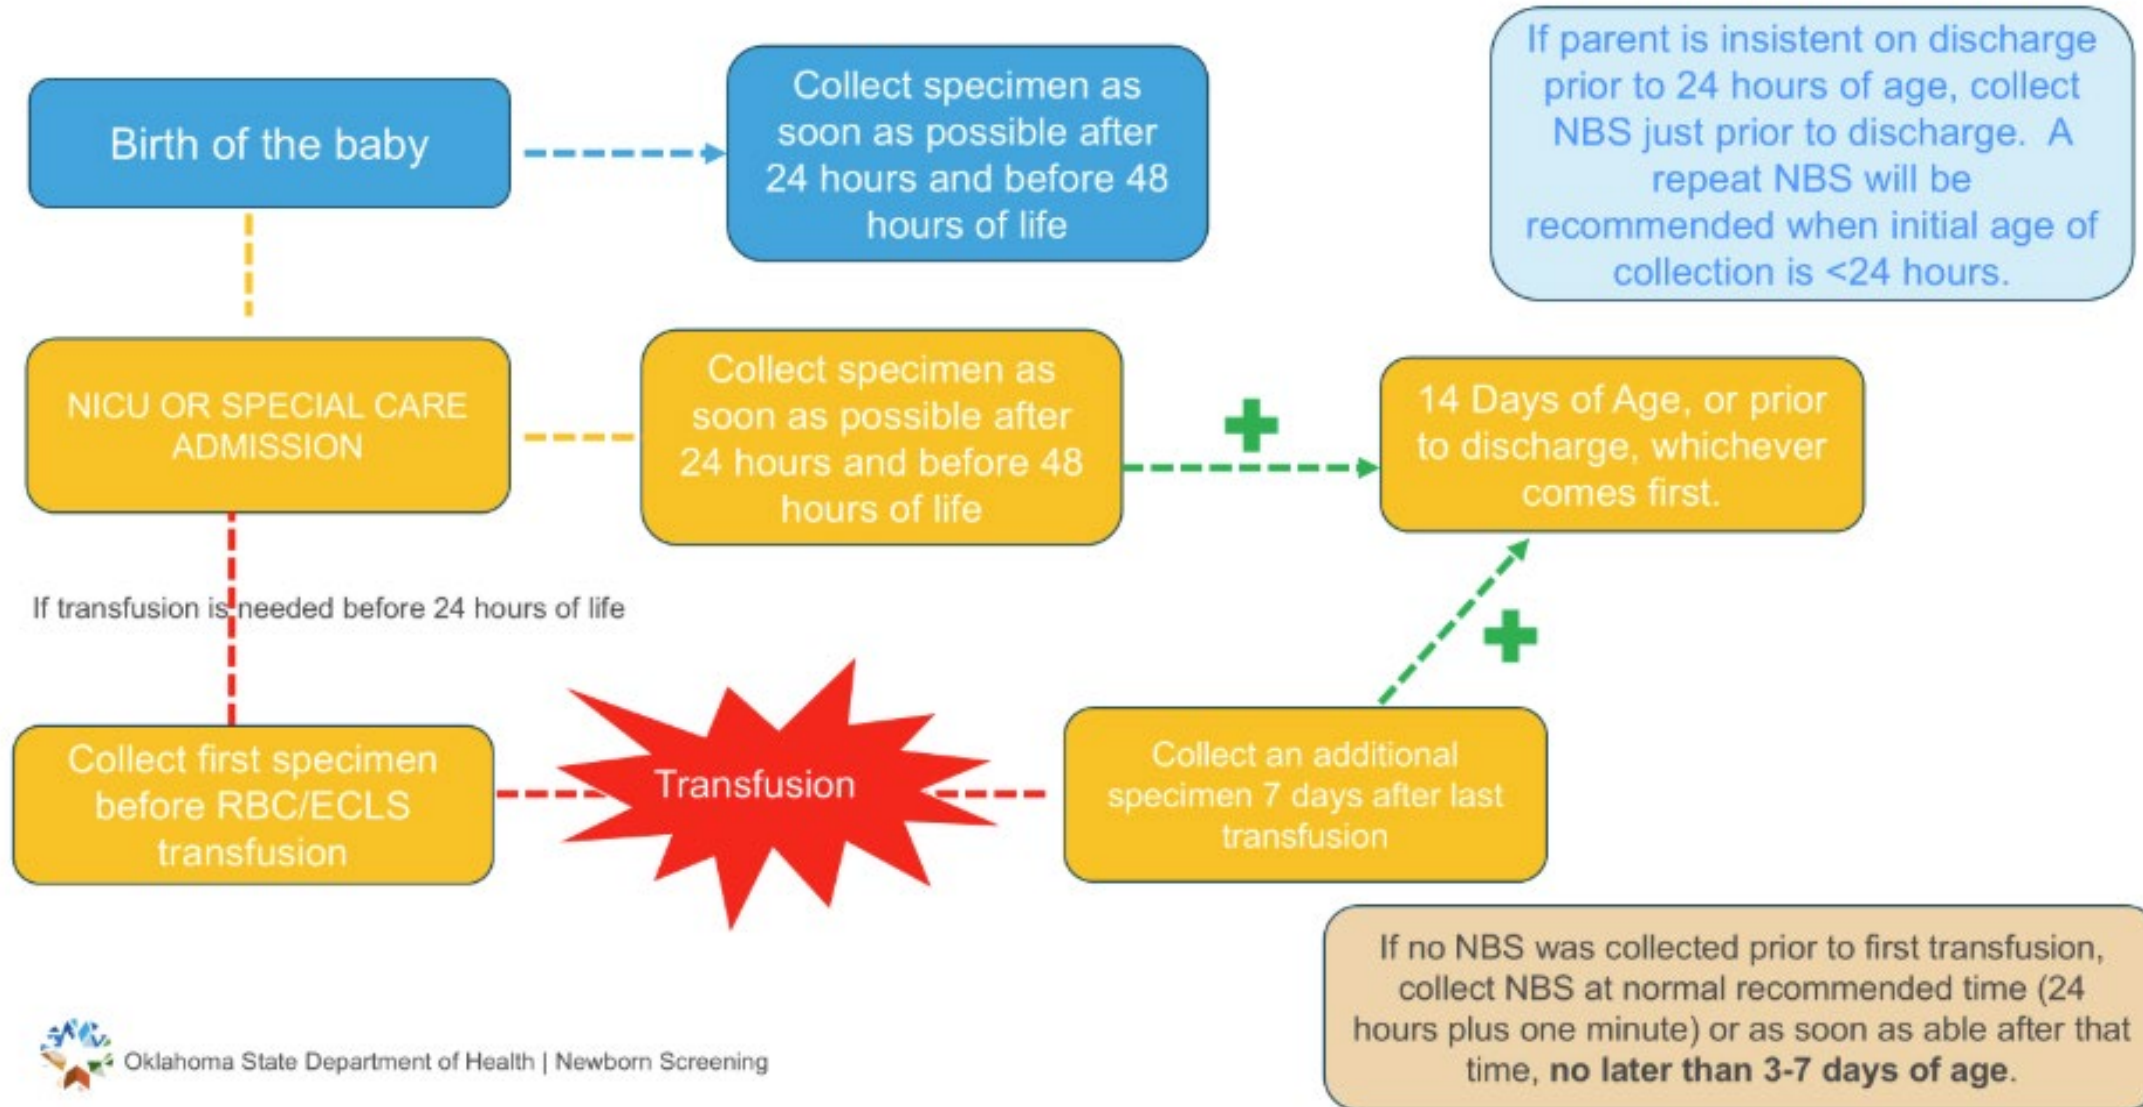 Birth of the baby
Collect specimen as
soon as possible after
24 hours and before 48
hours of life
If parent is insistent on discharge
prior to 24 hours of age, collect
NBS just prior to discharge.  A
repeat NBS will be
recommended when initial age of
collection is <24 hours.
NICU OR SPECIAL CARE
ADMISSION
Collect specimen as
soon as possible after
24 hours and before 48
hours of life
14 Days of Age, or prior
to discharge, whichever
comes first.
If transfusion is needed before 24 hours of life
Collect first specimen
before RBC/ECLS
transfusion
Transfusion
Collect an additional
specimen 7 days after last
transfusion
If no NBS was collected prior to first transfusion,
collect NBS at normal recommended time (24
hours plus one minute) or as soon as able after that
time, no later than 3-7 days of age.
Oklahoma State Department of Health | Newborn Screening